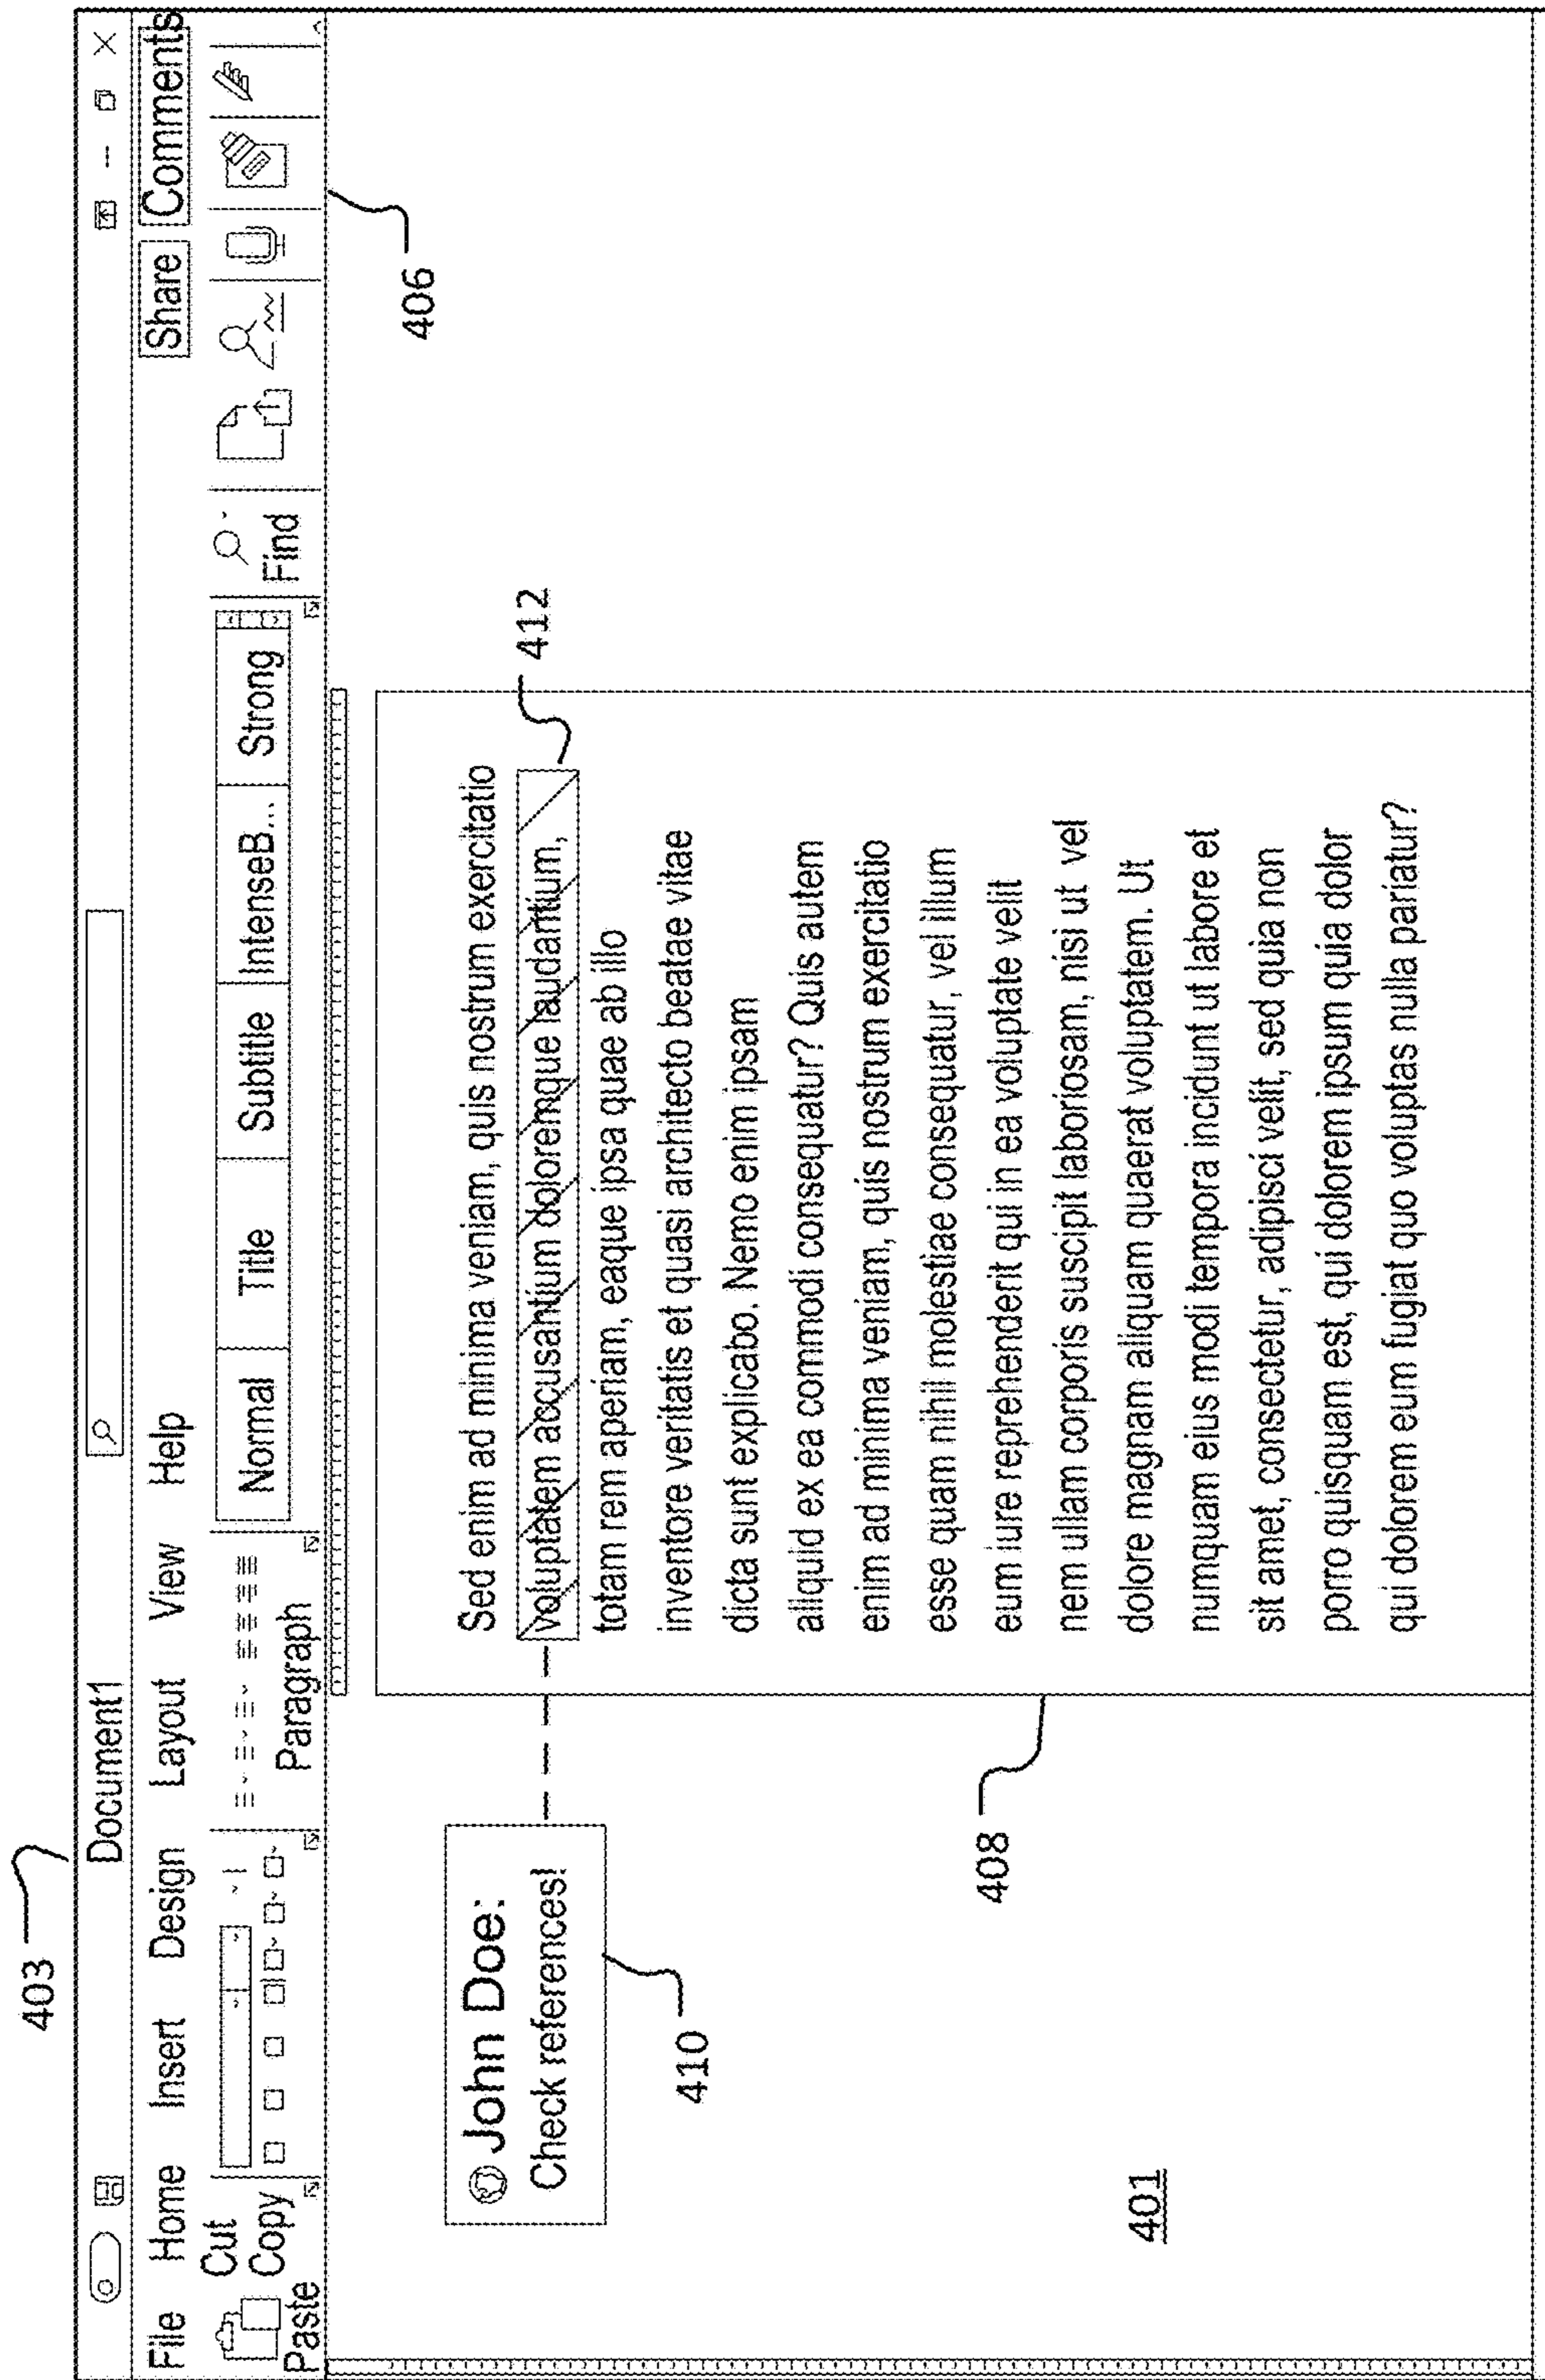 403
Document1
File Home Insert Design Layout View Help Share Comments
Cut
Copy
Paste
Paragraph
Normal Title Subtitle IntenseB... Strong
Find
406
John Doe:
Check references!
410
Sed enim ad minima veniam, quis nostrum exercitatio
voluptatem accusantium doloremque laudantium,
412
totam rem aperiam, eaque ipsa quae ab illo
inventore veritatis et quasi architecto beatae vitae
dicta sunt explicabo. Nemo enim ipsam
aliquid ex ea commodi consequatur? Quis autem
enim ad minima veniam, quis nostrum exercitatio
esse quam nihil molestiae consequatur, vel illum
eum iure reprehenderit qui in ea voluptate velit
nem ullam corporis suscipit laboriosam, nisi ut vel
dolore magnam aliquam quaerat voluptatem. Ut
numquam eius modi tempora incidunt ut labore et
sit amet, consectetur, adipisci velit, sed quia non
porro quisquam est, qui dolorem ipsum quia dolor
qui dolorem eum fugiat quo voluptas nulla pariatur?
408
401